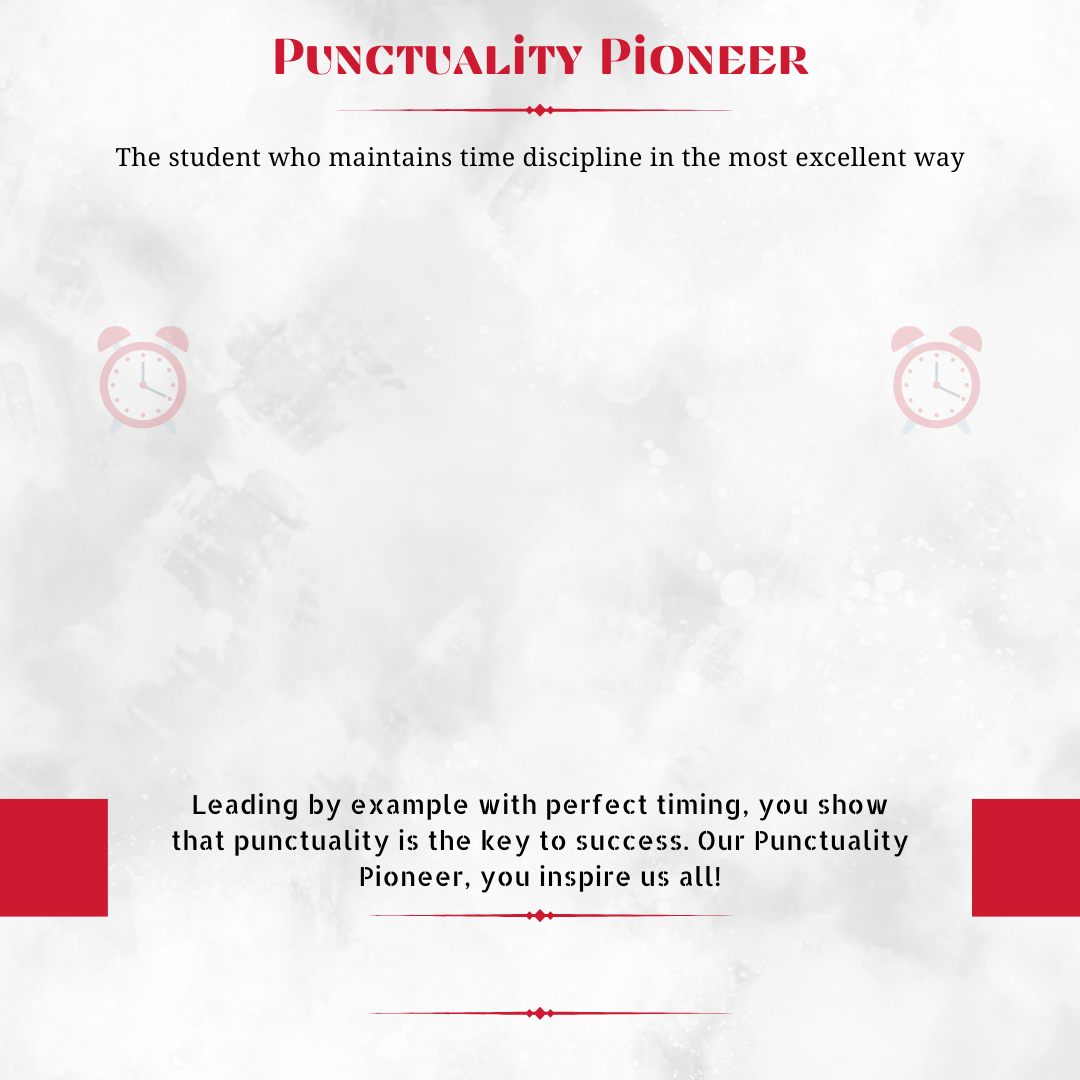 Punctuality Pioneer
The student who maintains time discipline in the most excellent way
Leading by example with perfect timing, you show
that punctuality is the key to success. Our Punctuality
Pioneer, you inspire us all!